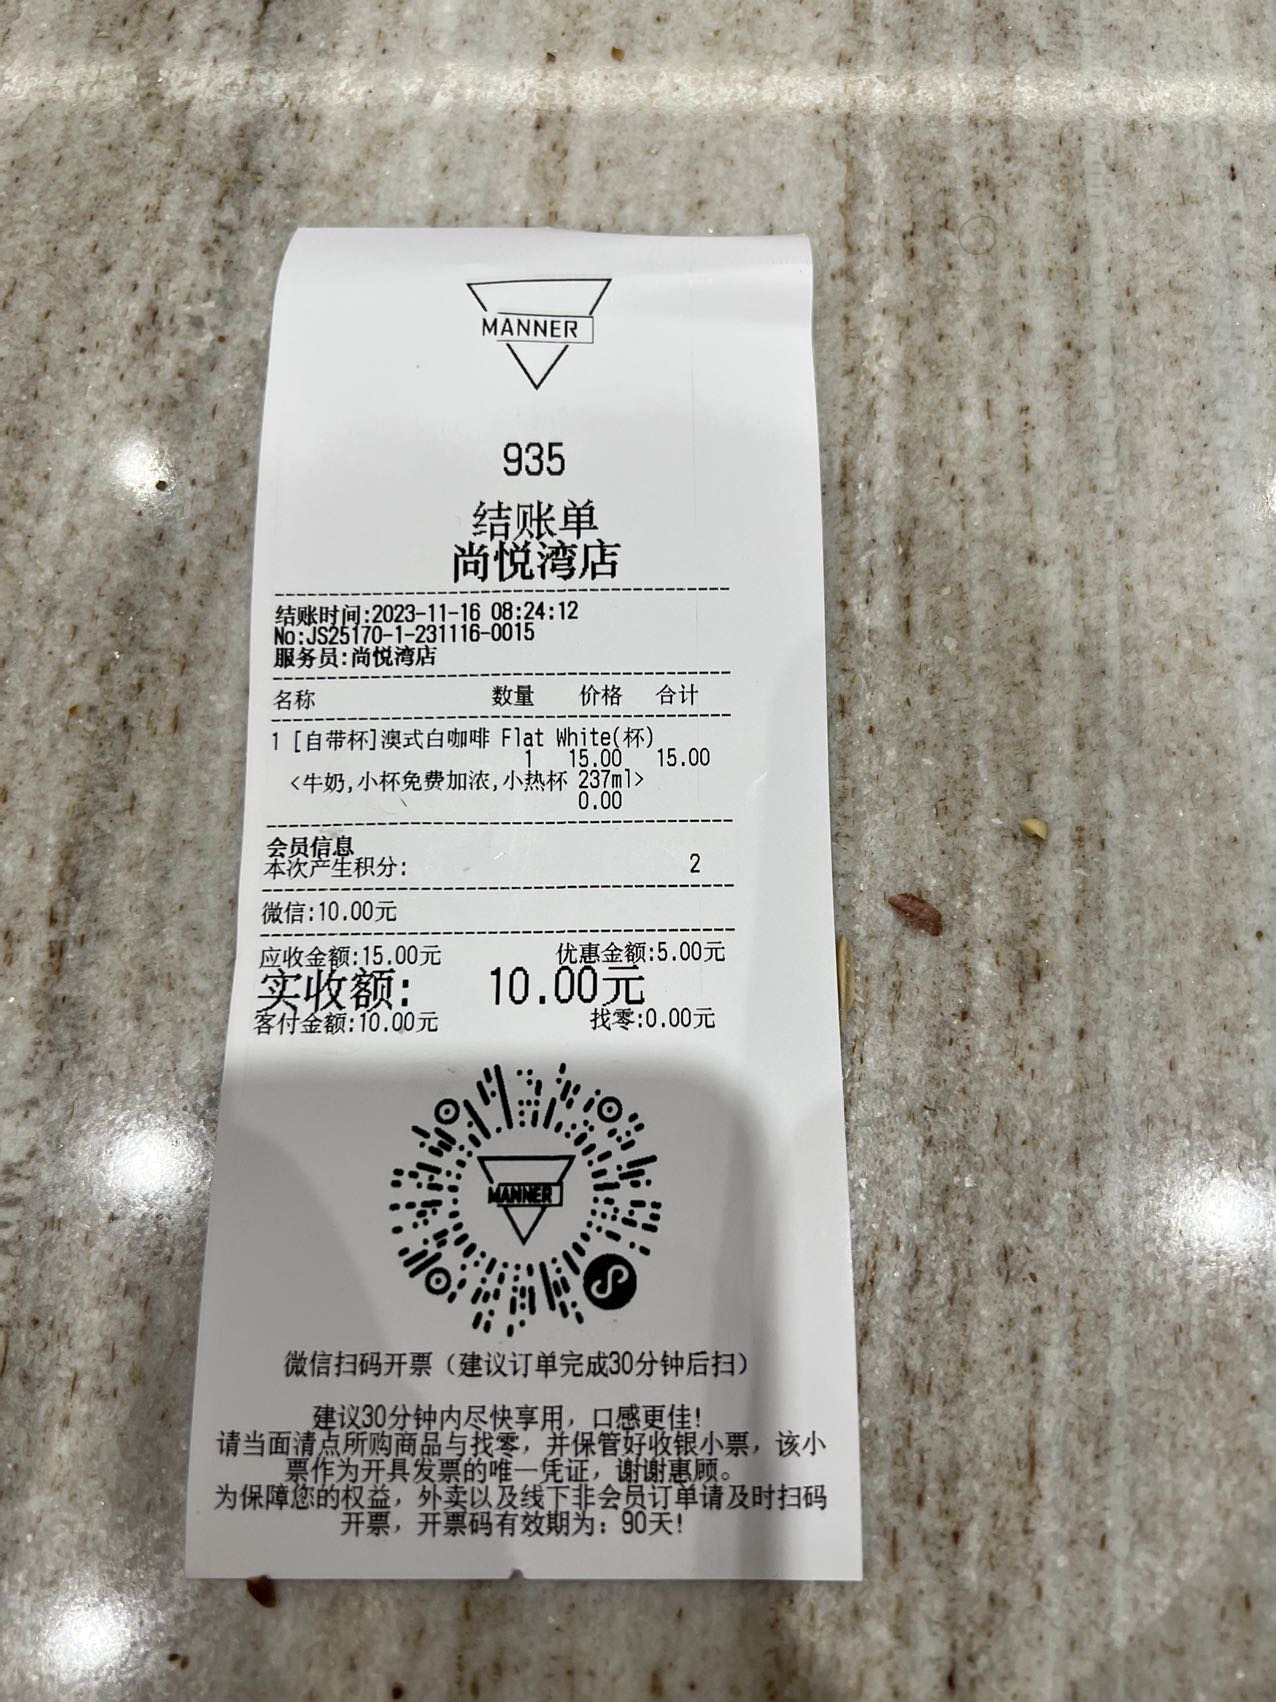 MANNER
935
结账单
尚悦湾店
结账时间:2023-11-16 08:24:12
No:JS25170-1-231116-0015
服务员:尚悦湾店
名称 数量 价格 合计
1 [自带杯]澳式白咖啡 Flat White(杯)
1 15.00 15.00
<牛奶,小杯免费加浓,小热杯 237ml>
0.00
会员信息
本次产生积分: 2
微信:10.00元
应收金额:15.00元 优惠金额:5.00元
实收额: 10.00元
客付金额:10.00元 找零:0.00元
MANNER
微信扫码开票（建议订单完成30分钟后扫）
建议30分钟内尽快享用，口感更佳!
请当面清点所购商品与找零，并保管好收银小票，该小
票作为开具发票的唯一凭证，谢谢惠顾。
为保障您的权益，外卖以及线下非会员订单请及时扫码
开票，开票码有效期为：90天!